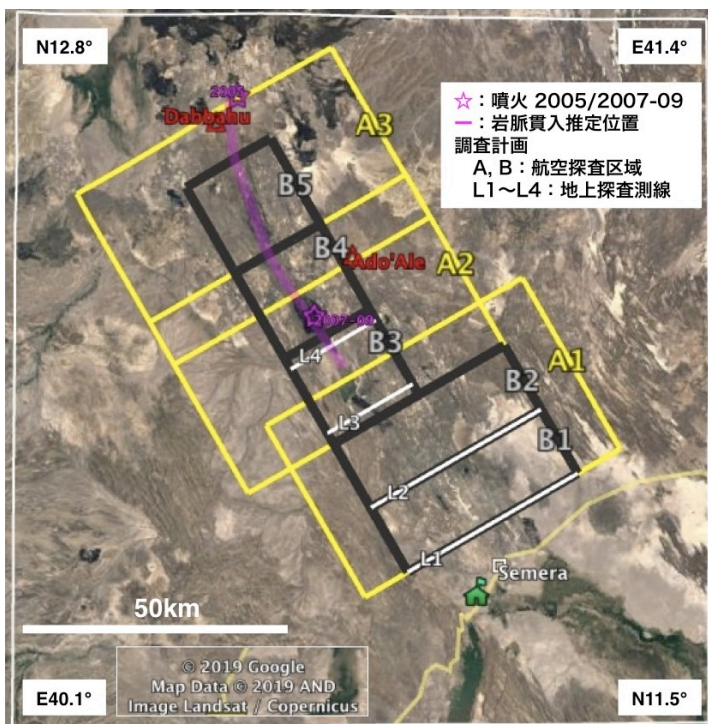 N12.8°
E41.4°
☆：噴火 2005/2007-09
ー：岩脈貫入推定位置
調査計画
A, B：航空探査区域
L1～L4：地上探査測線
2005
Dabbahu
A3
B5
B4
Ado'Ale
A2
2007-09
B3
L4
A1
B2
L3
B1
L2
L1
Semera
50km
© 2019 Google
Map Data © 2019 AND
Image Landsat / Copernicus
E40.1°
N11.5°